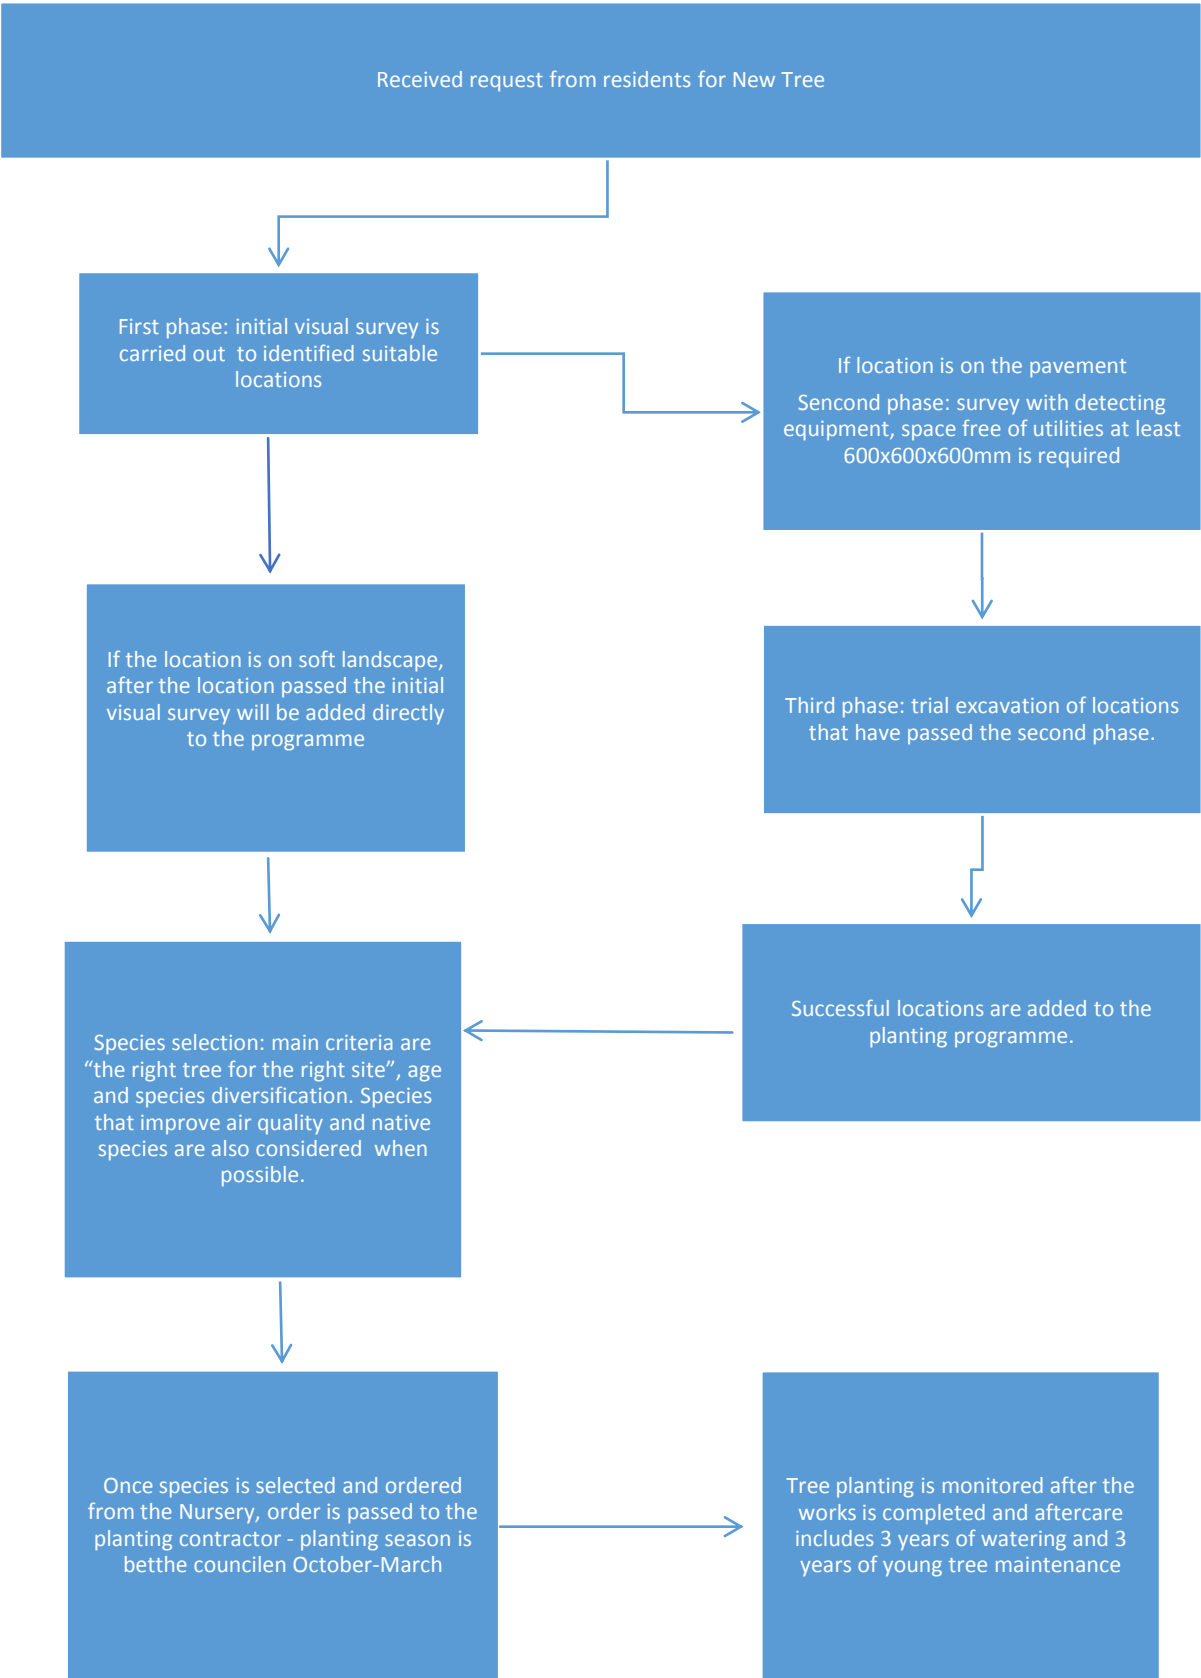 Received request from residents for New Tree
First phase: initial visual survey is
carried out  to identified suitable
locations
If location is on the pavement
Sencond phase: survey with detecting
equipment, space free of utilities at least
600x600x600mm is required
If the location is on soft landscape,
after the location passed the initial
visual survey will be added directly
to the programme
Third phase: trial excavation of locations
that have passed the second phase.
Successful locations are added to the
planting programme.
Species selection: main criteria are
“the right tree for the right site”, age
and species diversification. Species
that improve air quality and native
species are also considered  when
possible.
Once species is selected and ordered
from the Nursery, order is passed to the
planting contractor - planting season is
betthe councilen October-March
Tree planting is monitored after the
works is completed and aftercare
includes 3 years of watering and 3
years of young tree maintenance